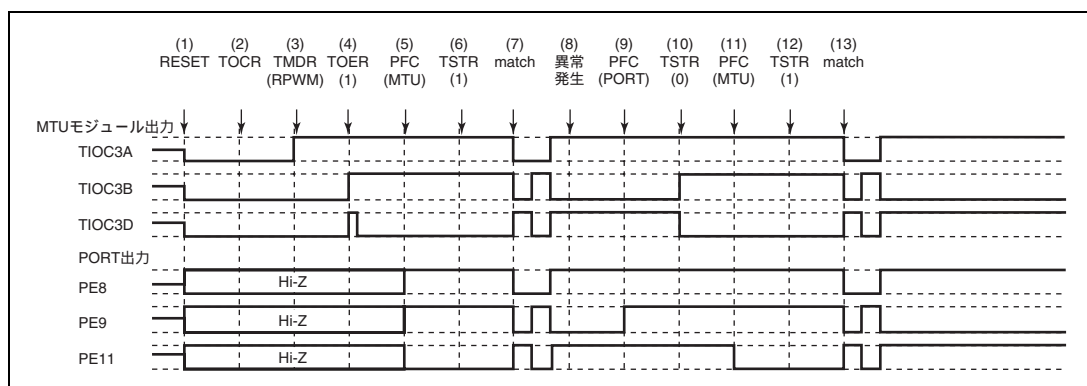 (1) (2) (3) (4) (5) (6) (7) (8) (9) (10) (11) (12) (13)
RESET TOCR TMDR TOER PFC TSTR match 異常 PFC TSTR PFC TSTR match
(RPWM) (1) (MTU) (1) 発生 (PORT) (0) (MTU) (1)
MTUモジュール出力
TIOC3A
TIOC3B
TIOC3D
PORT出力
PE8 Hi-Z
PE9 Hi-Z
PE11 Hi-Z